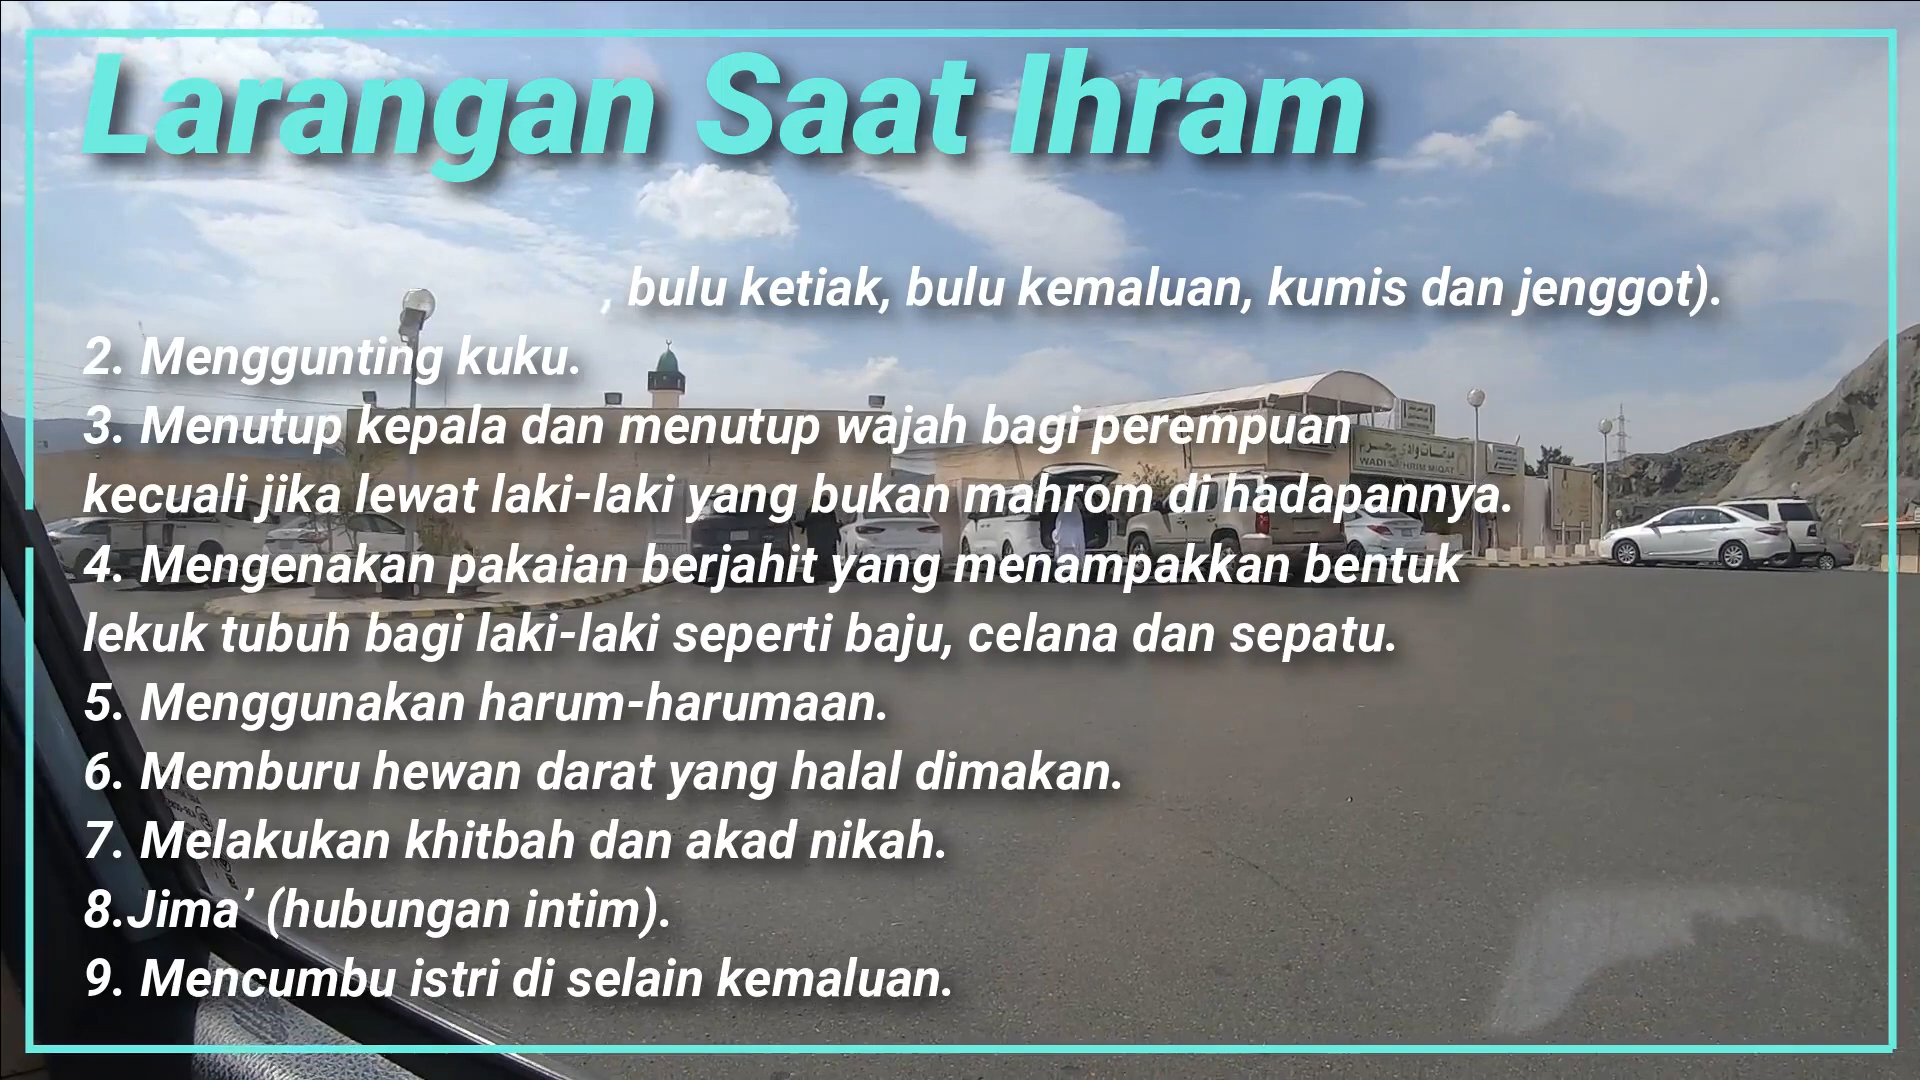 Larangan Saat Ihram
, bulu ketiak, bulu kemaluan, kumis dan jenggot).
2. Menggunting kuku.
3. Menutup kepala dan menutup wajah bagi perempuan
kecuali jika lewat laki-laki yang bukan mahrom di hadapannya.
4. Mengenakan pakaian berjahit yang menampakkan bentuk
lekuk tubuh bagi laki-laki seperti baju, celana dan sepatu.
5. Menggunakan harum-harumaan.
6. Memburu hewan darat yang halal dimakan.
7. Melakukan khitbah dan akad nikah.
8.Jima’ (hubungan intim).
9. Mencumbu istri di selain kemaluan.
WADI MIQAT